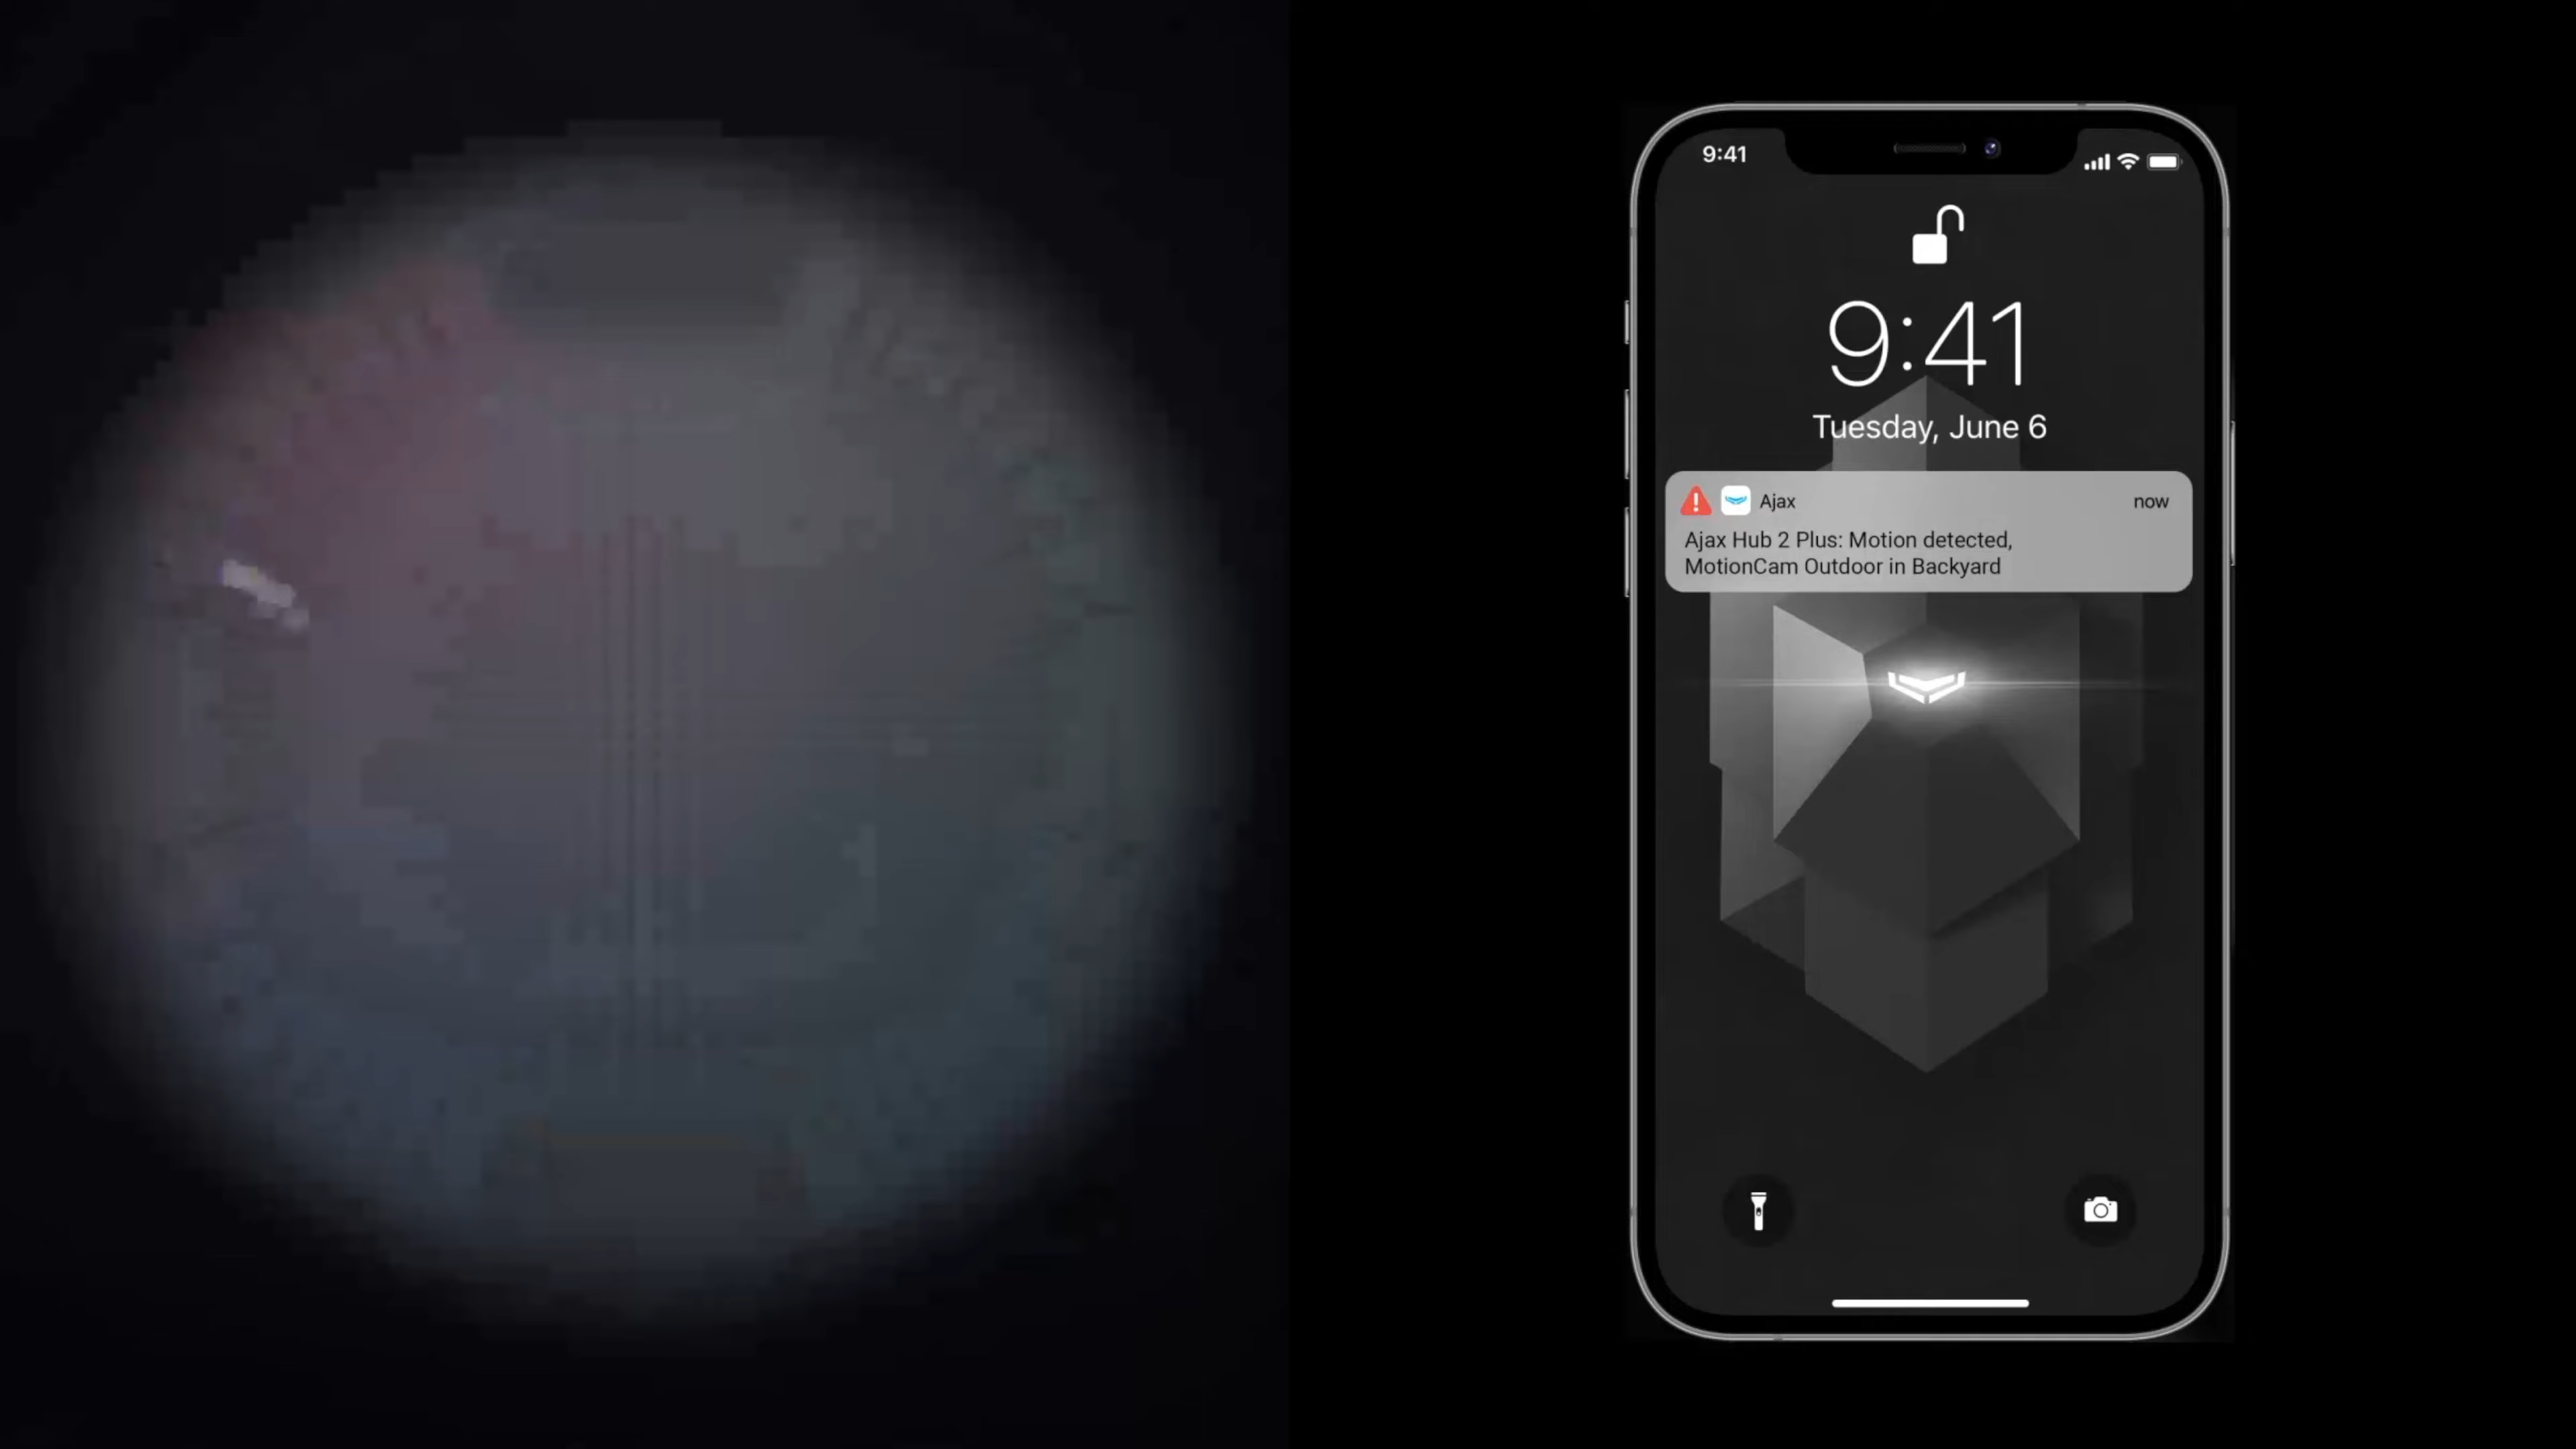 9:41
9:41
Tuesday, June 6
Ajax
now
Ajax Hub 2 Plus: Motion detected,
MotionCam Outdoor in Backyard